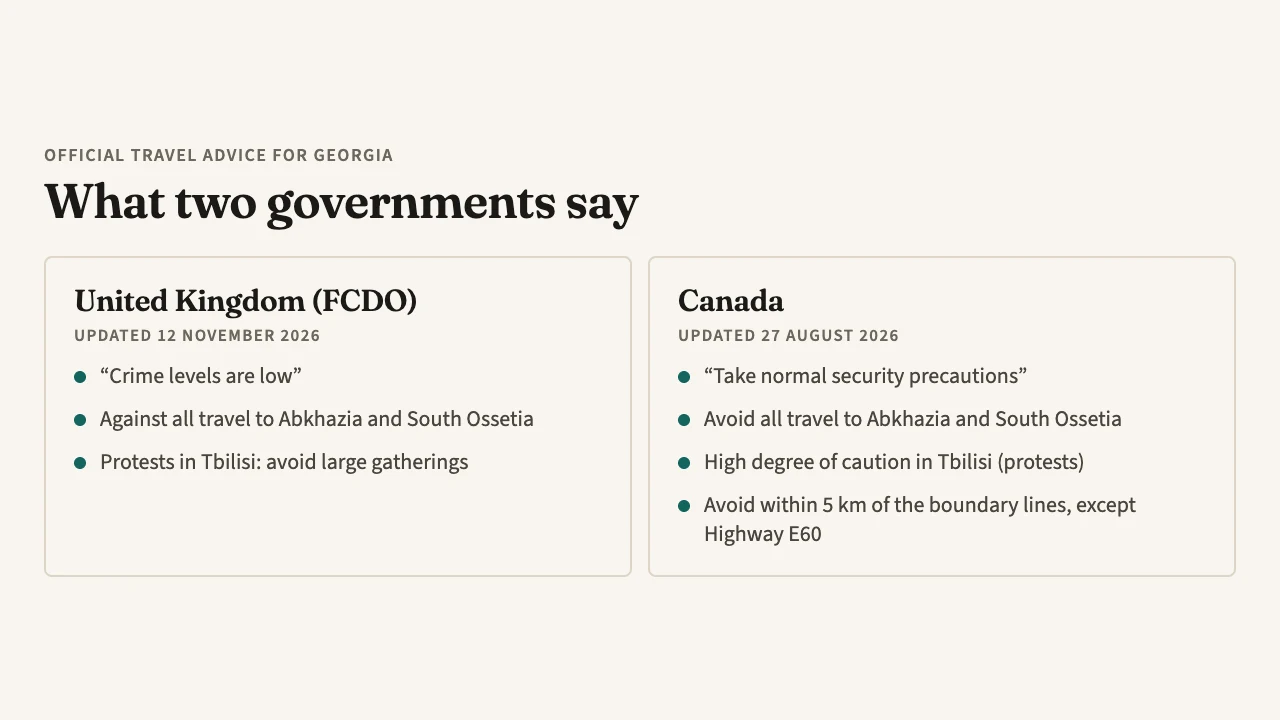 OFFICIAL TRAVEL ADVICE FOR GEORGIA
What two governments say
United Kingdom (FCDO)
UPDATED 12 NOVEMBER 2026
“Crime levels are low”
Against all travel to Abkhazia and South Ossetia
Protests in Tbilisi: avoid large gatherings
Canada
UPDATED 27 AUGUST 2026
“Take normal security precautions”
Avoid all travel to Abkhazia and South Ossetia
High degree of caution in Tbilisi (protests)
Avoid within 5 km of the boundary lines, except
Highway E60